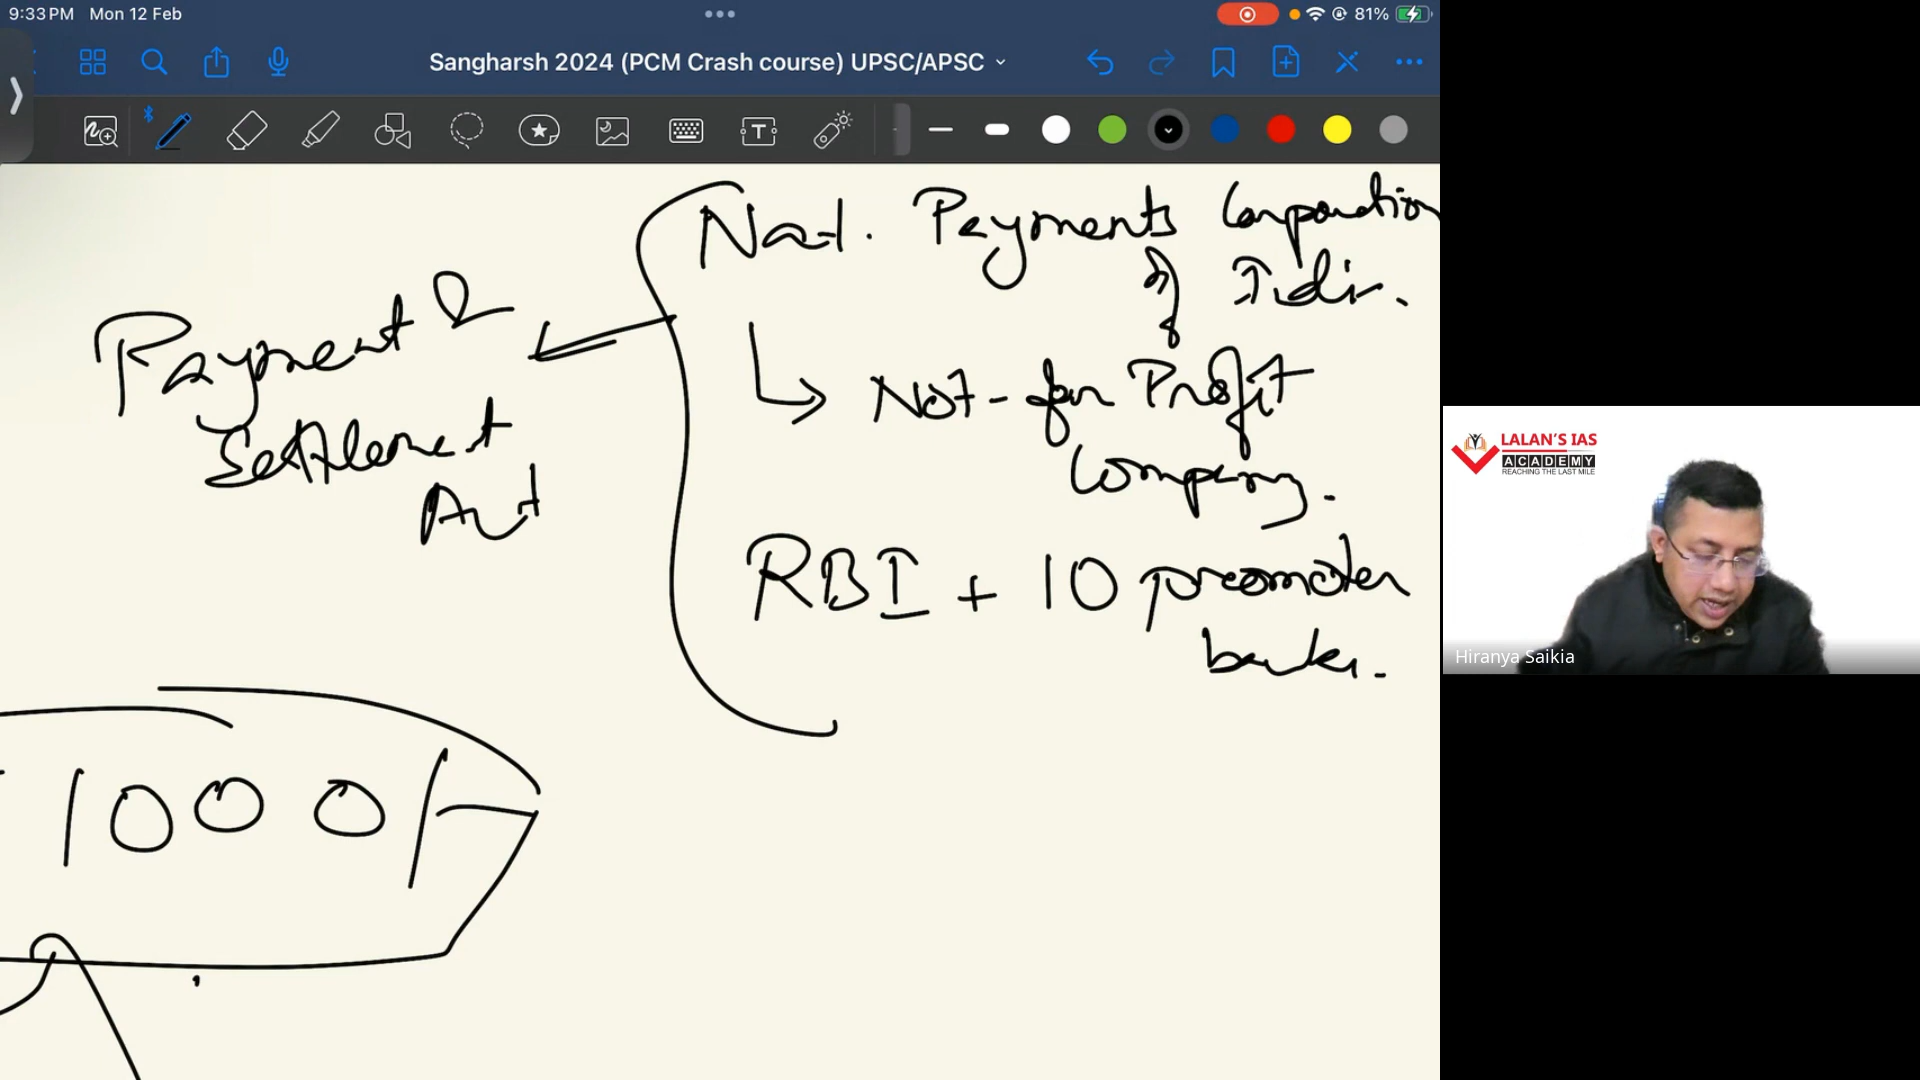 9:33 PM Mon 12 Feb
81%
Sangharsh 2024 (PCM Crash course) UPSC/APSC
T
Nat. Payments Corporation
of India.
Payment &
Settlement
Act
Not-for Profit
Company.
RBI + 10 promoter
banks.
1000/-
LALAN'S IAS
ACADEMY
REACHING THE LAST MILE
Hiranya Saikia